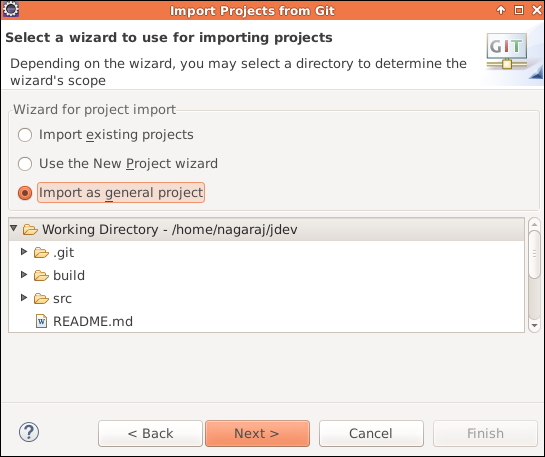 Import Projects from Git
Select a wizard to use for importing projects
Depending on the wizard, you may select a directory to determine the
wizard's scope
GIT
Wizard for project import
Import existing projects
Use the New Project wizard
Import as general project
Working Directory - /home/nagaraj/jdev
.git
build
src
W README.md
? < Back Next > Cancel Finish